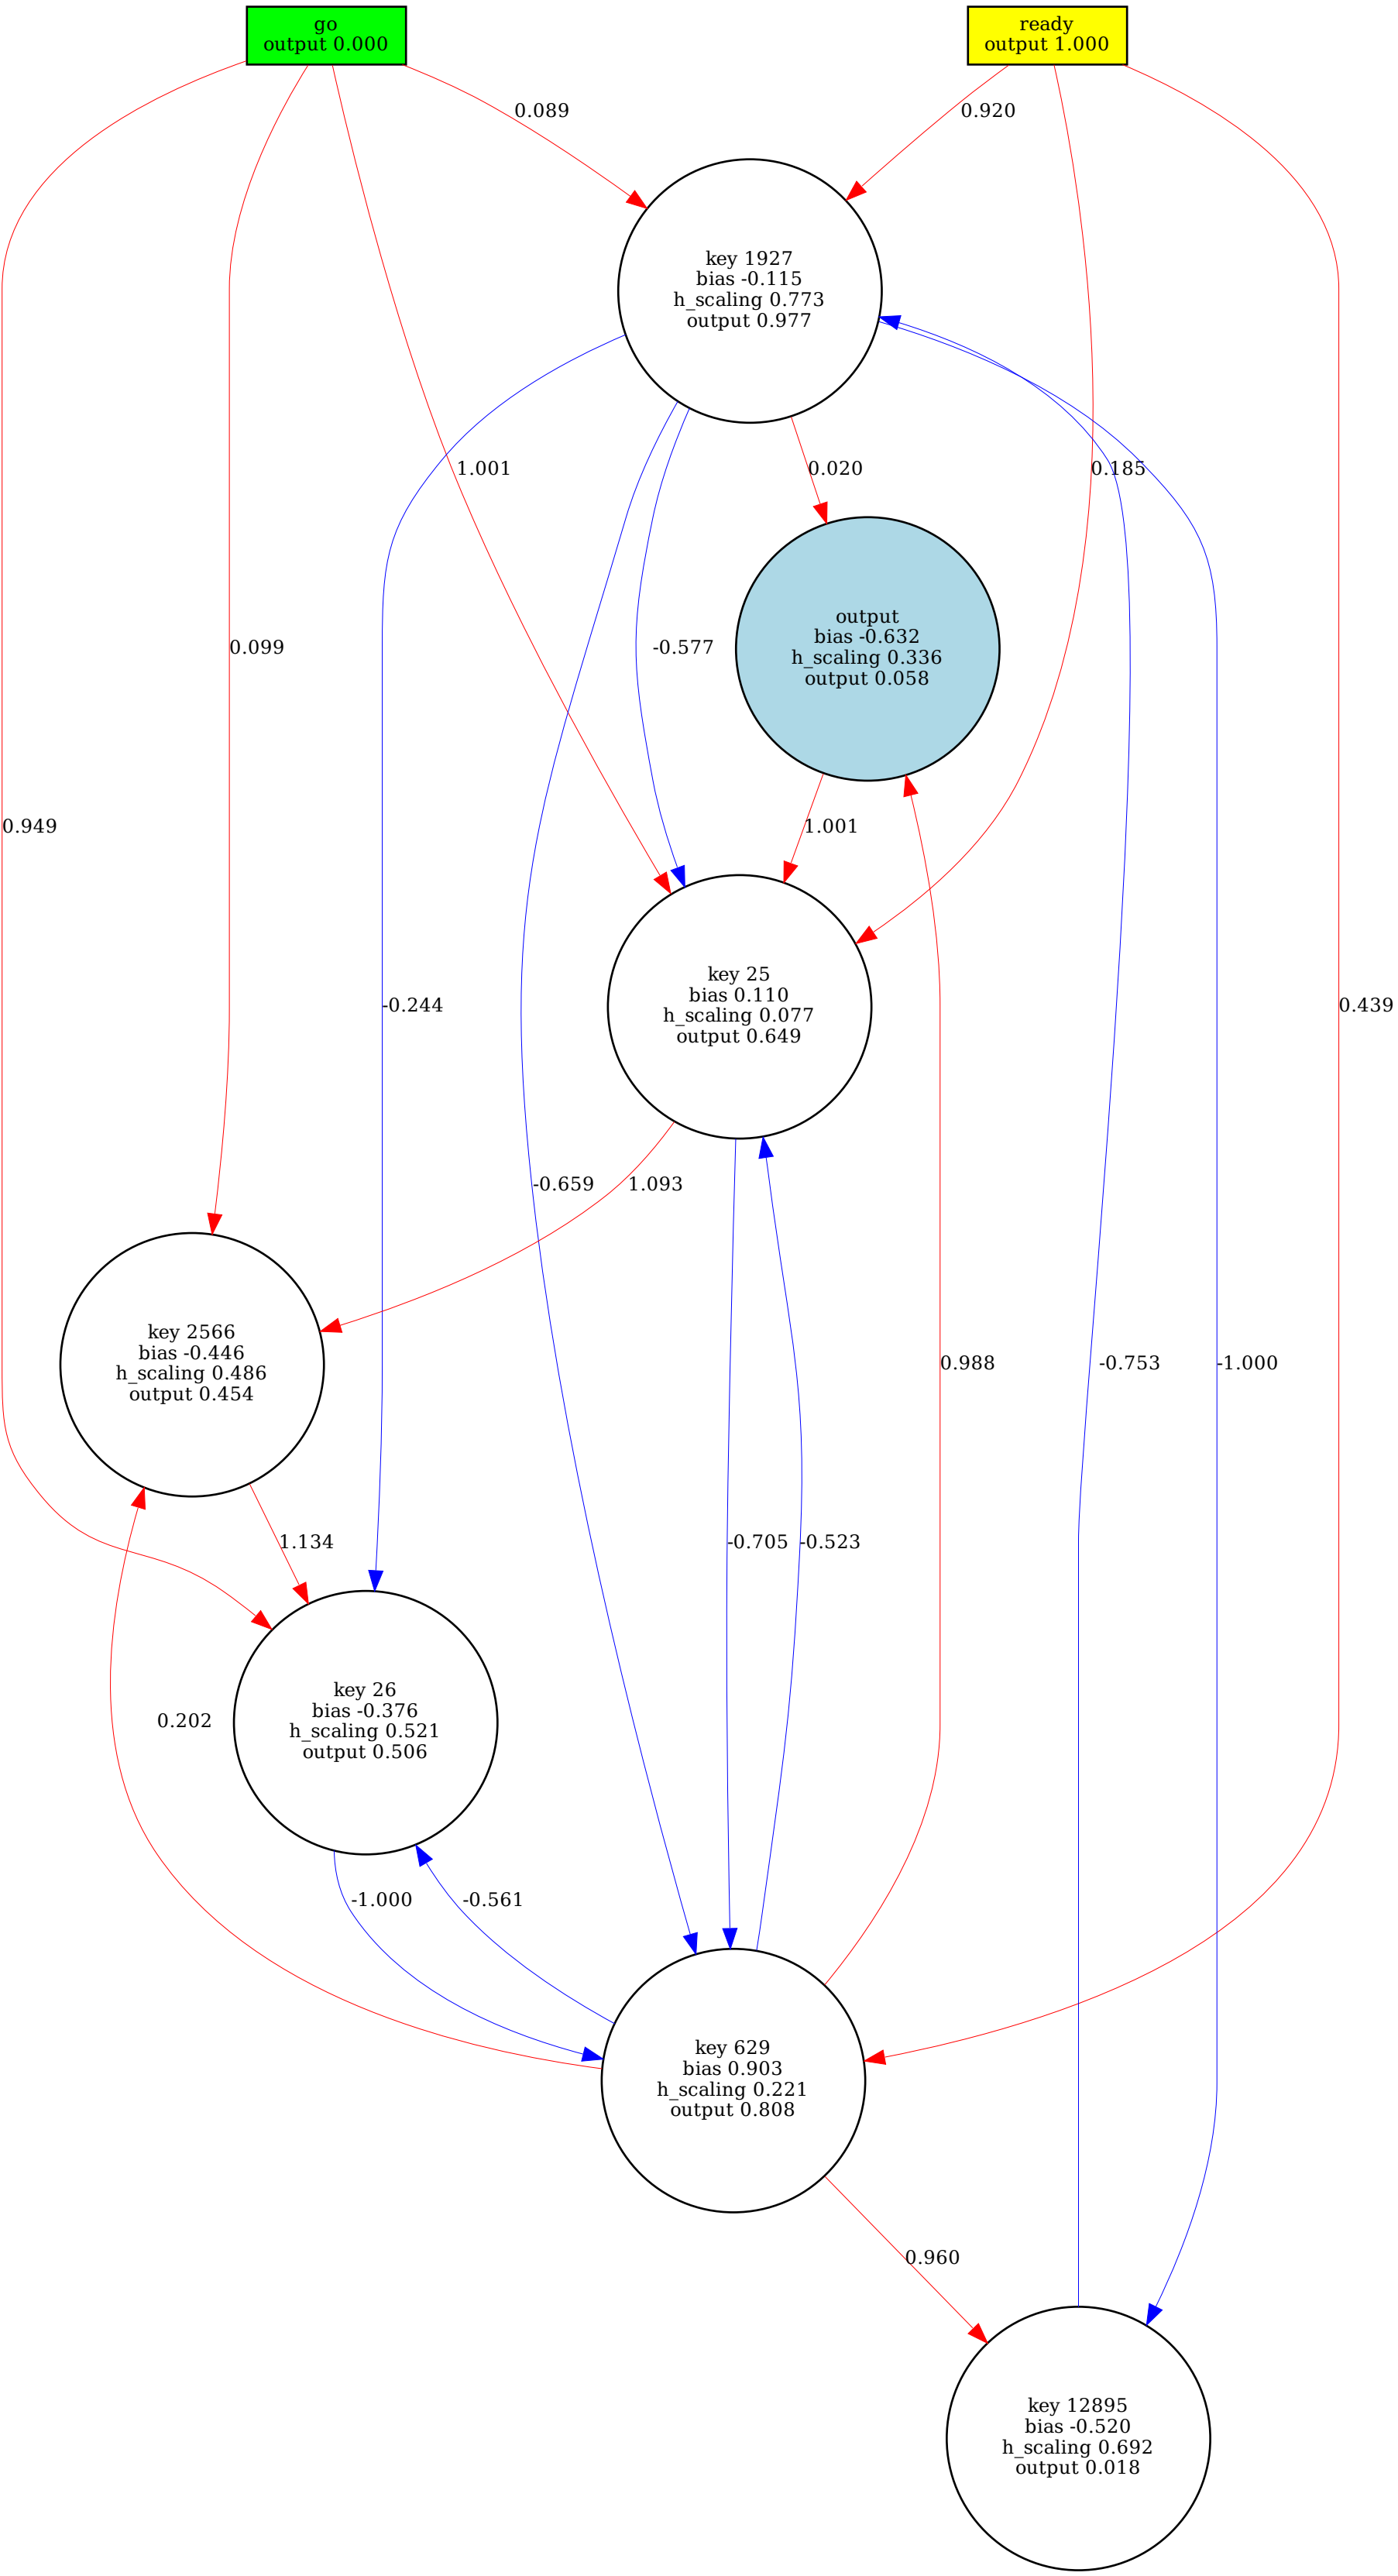 go
output 0.000
ready
output 1.000
0.089
0.920
key 1927
bias -0.115
h_scaling 0.773
output 0.977
1.001
0.020
0.185
output
bias -0.632
h_scaling 0.336
output 0.058
0.099
-0.577
0.949
1.001
key 25
bias 0.110
h_scaling 0.077
output 0.649
-0.244
0.439
-0.659
1.093
key 2566
bias -0.446
h_scaling 0.486
output 0.454
0.988
-0.753
-1.000
1.134
-0.705
-0.523
key 26
bias -0.376
h_scaling 0.521
output 0.506
0.202
-1.000
-0.561
key 629
bias 0.903
h_scaling 0.221
output 0.808
0.960
key 12895
bias -0.520
h_scaling 0.692
output 0.018